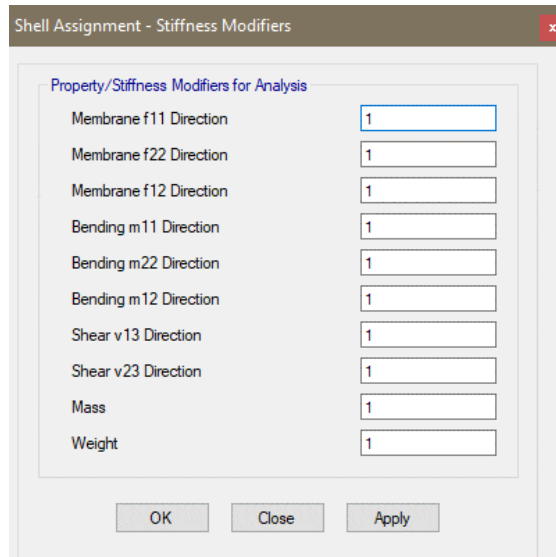 Shell Assignment - Stiffness Modifiers x
Property/Stiffness Modifiers for Analysis
Membrane f11 Direction 1
Membrane f22 Direction 1
Membrane f12 Direction 1
Bending m11 Direction 1
Bending m22 Direction 1
Bending m12 Direction 1
Shear v13 Direction 1
Shear v23 Direction 1
Mass 1
Weight 1
OK Close Apply